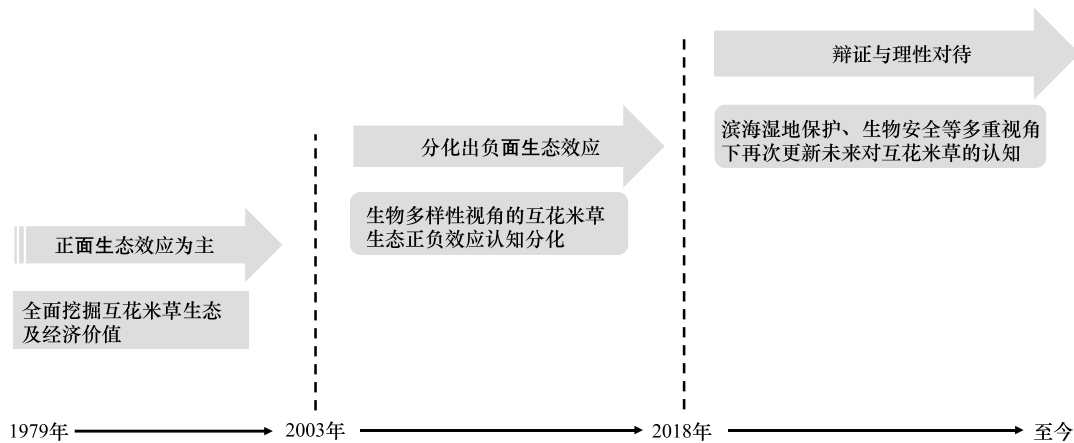 辩证与理性对待
滨海湿地保护、生物安全等多重视角
下再次更新未来对互花米草的认知
分化出负面生态效应
生物多样性视角的互花米草
生态正负效应认知分化
正面生态效应为主
全面挖掘互花米草生态
及经济价值
1979年
2003年
2018年
至今